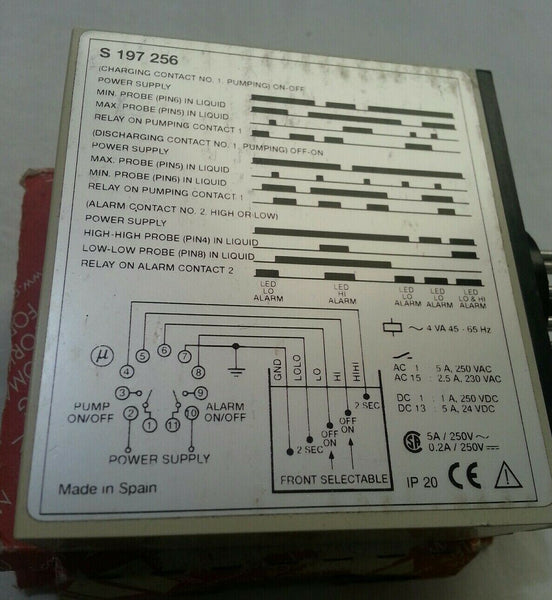 S 197 256
(CHARGING CONTACT NO. 1. PUMPING) ON-OFF
POWER SUPPLY
MIN. PROBE (PIN6) IN LIQUID
MAX. PROBE (PIN5) IN LIQUID
RELAY ON PUMPING CONTACT 1
(DISCHARGING CONTACT NO. 1. PUMPING) OFF-ON
POWER SUPPLY
MAX. PROBE (PIN5) IN LIQUID
MIN. PROBE (PIN6) IN LIQUID
RELAY ON PUMPING CONTACT 1
(ALARM CONTACT NO. 2. HIGH OR LOW)
POWER SUPPLY
HIGH-HIGH PROBE (PIN4) IN LIQUID
LOW-LOW PROBE (PIN8) IN LIQUID
RELAY ON ALARM CONTACT 2
LED LO ALARM
LED HI ALARM
LED LO ALARM
LED LO ALARM
LED LO & HI ALARM
µ
4 5 6 7 8
3 9
2 1 11 10
PUMP ON/OFF
ALARM ON/OFF
POWER SUPPLY
GND LOLO LO HI HIHI
2 SEC
OFF ON
OFF ON
2 SEC
FRONT SELECTABLE
~ 4 VA 45 - 65 Hz
AC 1 5 A, 250 VAC
AC 15 : 2.5 A, 230 VAC
DC 1 : 1 A, 250 VDC
DC 13 : 5 A, 24 VDC
5A / 250V ~
0.2A / 250V ⎓
Made in Spain
IP 20 CE
www.
FOR